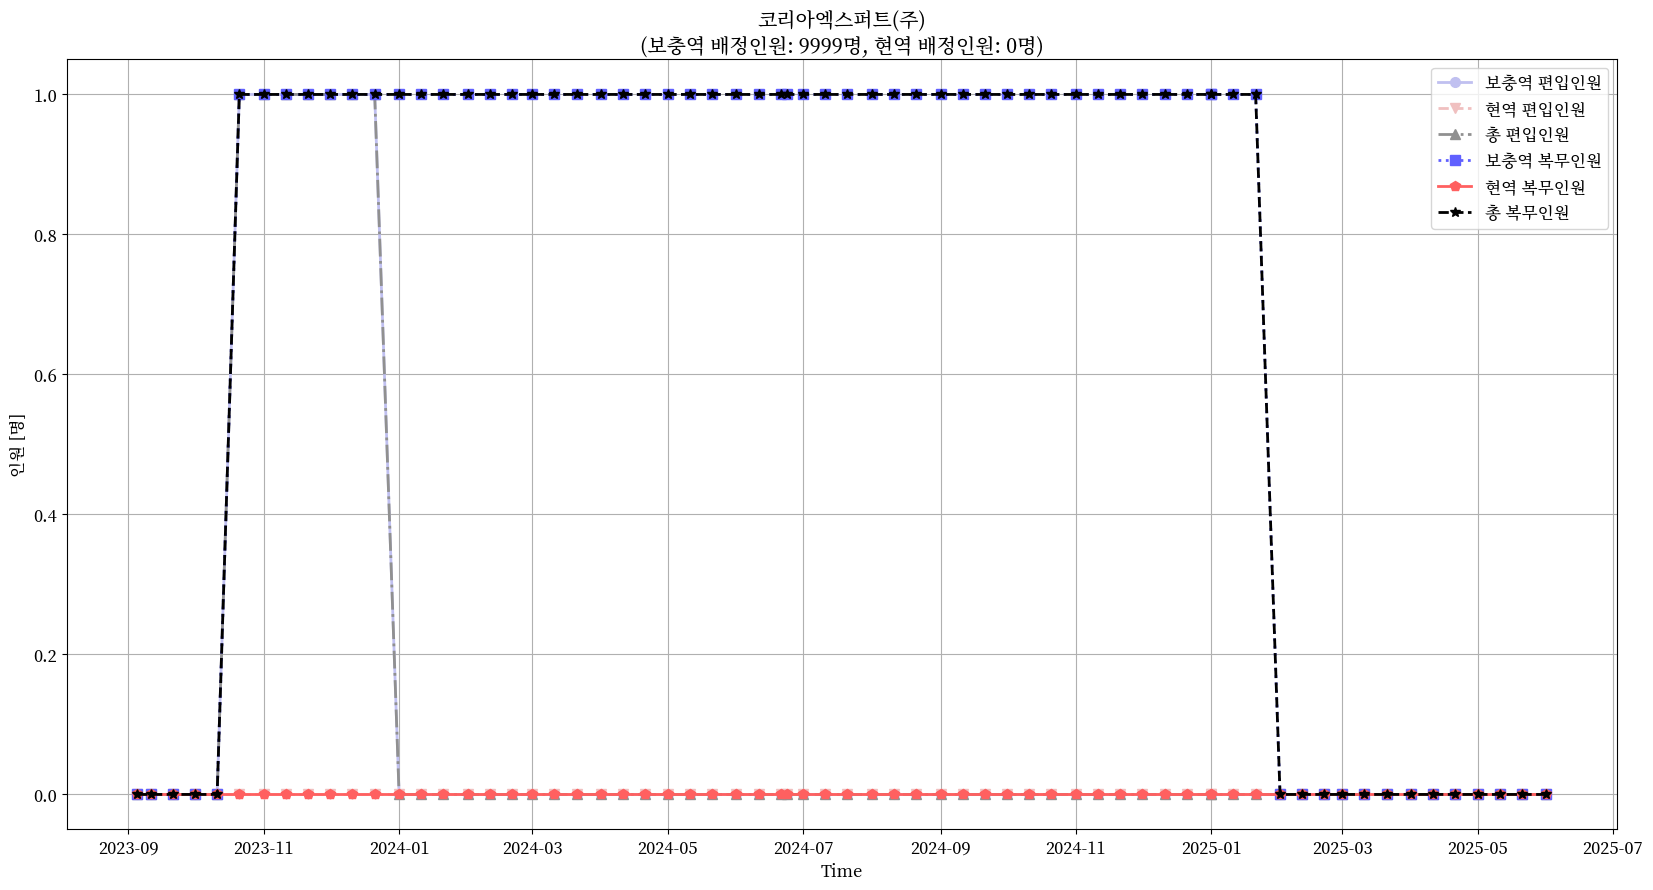 코리아엑스퍼트(주)
(보충역 배정인원: 9999명, 현역 배정인원: 0명)
보충역 편입인원
현역 편입인원
총 편입인원
보충역 복무인원
현역 복무인원
총 복무인원
인원 [명]
1.0
0.8
0.6
0.4
0.2
0.0
2023-09 2023-11 2024-01 2024-03 2024-05 2024-07 2024-09 2024-11 2025-01 2025-03 2025-05 2025-07
Time